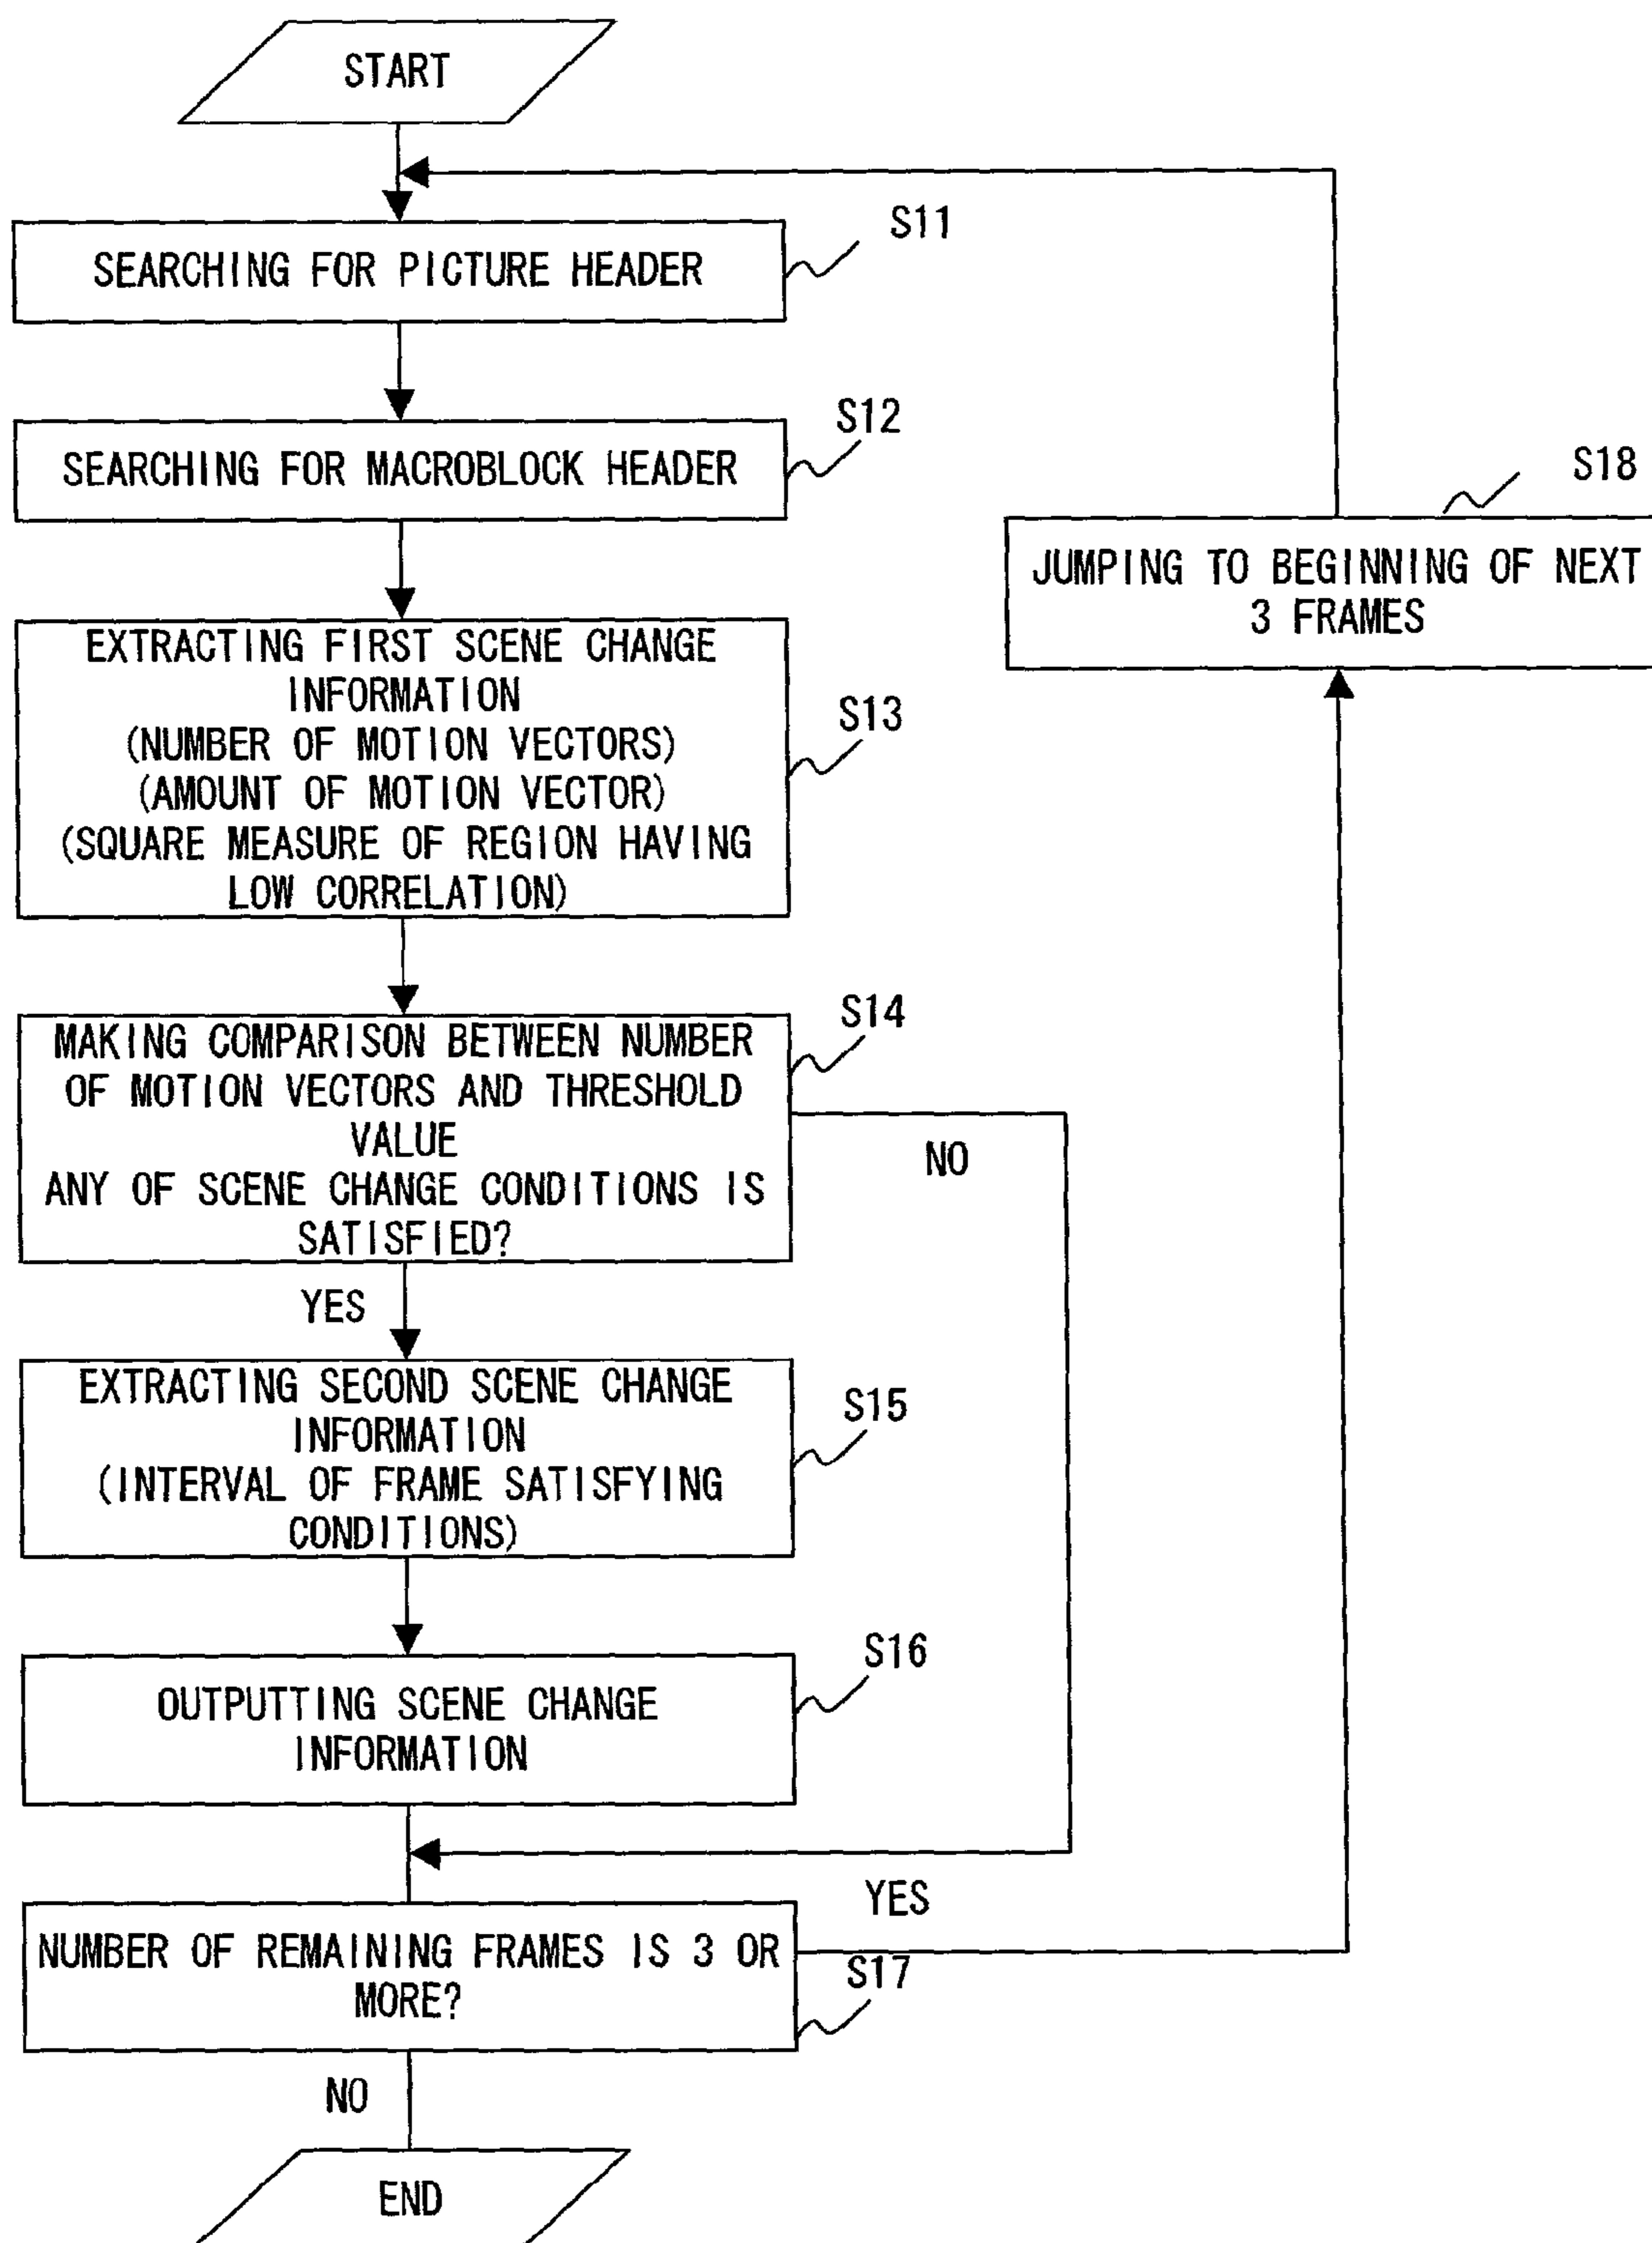 START
S11
SEARCHING FOR PICTURE HEADER
S12
SEARCHING FOR MACROBLOCK HEADER
S18
JUMPING TO BEGINNING OF NEXT
3 FRAMES
EXTRACTING FIRST SCENE CHANGE
INFORMATION
(NUMBER OF MOTION VECTORS)
(AMOUNT OF MOTION VECTOR)
(SQUARE MEASURE OF REGION HAVING
LOW CORRELATION)
S13
S14
MAKING COMPARISON BETWEEN NUMBER
OF MOTION VECTORS AND THRESHOLD
VALUE
ANY OF SCENE CHANGE CONDITIONS IS
SATISFIED?
NO
YES
EXTRACTING SECOND SCENE CHANGE
INFORMATION
(INTERVAL OF FRAME SATISFYING
CONDITIONS)
S15
S16
OUTPUTTING SCENE CHANGE
INFORMATION
YES
NUMBER OF REMAINING FRAMES IS 3 OR
MORE?
S17
NO
END